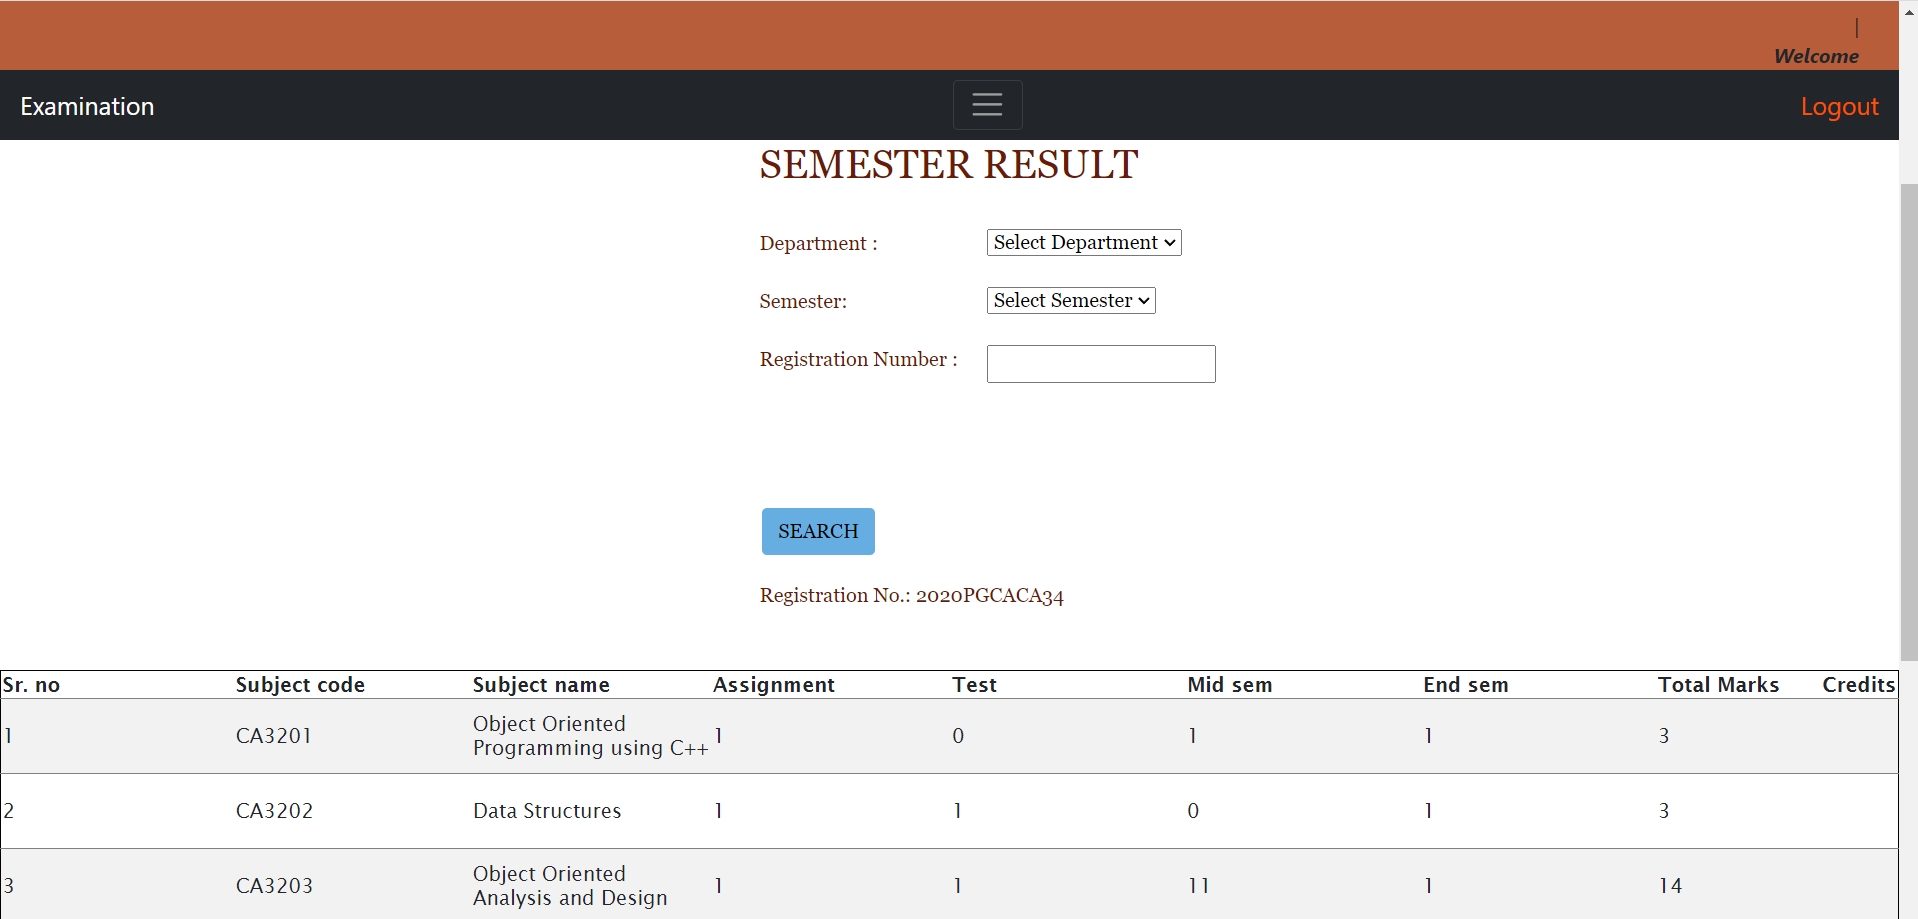 |
Welcome
Examination
Logout
SEMESTER RESULT
Department :
Select Department
Semester:
Select Semester
Registration Number :
SEARCH
Registration No.: 2020PGCACA34
Sr. no Subject code Subject name Assignment Test Mid sem End sem Total Marks Credits
1 CA3201 Object Oriented Programming using C++ 1 0 1 1 3
2 CA3202 Data Structures 1 1 0 1 3
3 CA3203 Object Oriented Analysis and Design 1 1 11 1 14